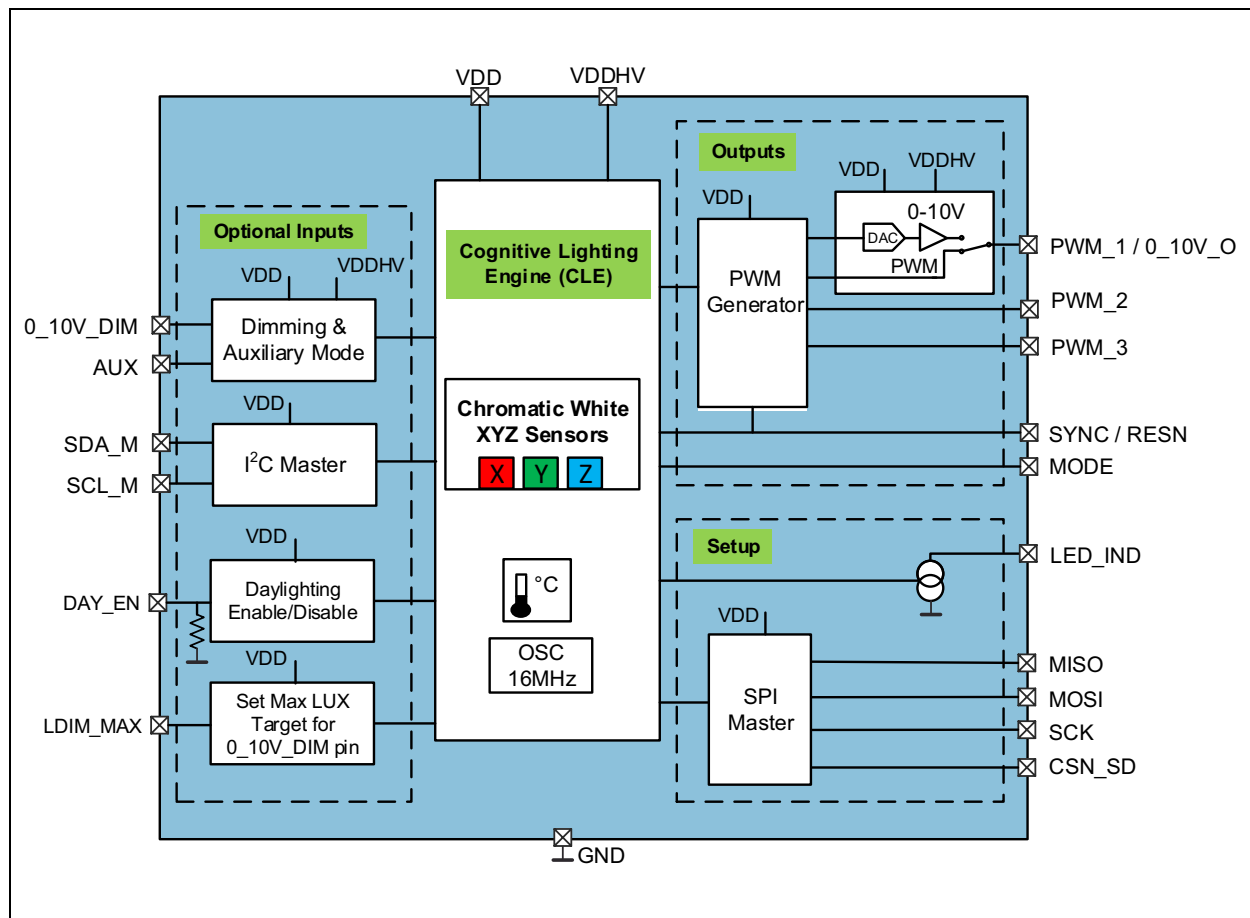 VDD
VDDHV
Outputs
VDD
VDDHV
0-10V
DAC
PWM
VDD
PWM
Generator
PWM_1 / 0_10V_O
PWM_2
PWM_3
SYNC / RESN
MODE
Optional Inputs
VDD
VDDHV
Dimming &
Auxiliary Mode
0_10V_DIM
AUX
VDD
I²C Master
SDA_M
SCL_M
VDD
Daylighting
Enable/Disable
DAY_EN
VDD
Set Max LUX
Target for
0_10V_DIM pin
LDIM_MAX
Cognitive Lighting
Engine (CLE)
Chromatic White
XYZ Sensors
X Y Z
°C
OSC
16MHz
Setup
LED_IND
VDD
SPI
Master
MISO
MOSI
SCK
CSN_SD
GND